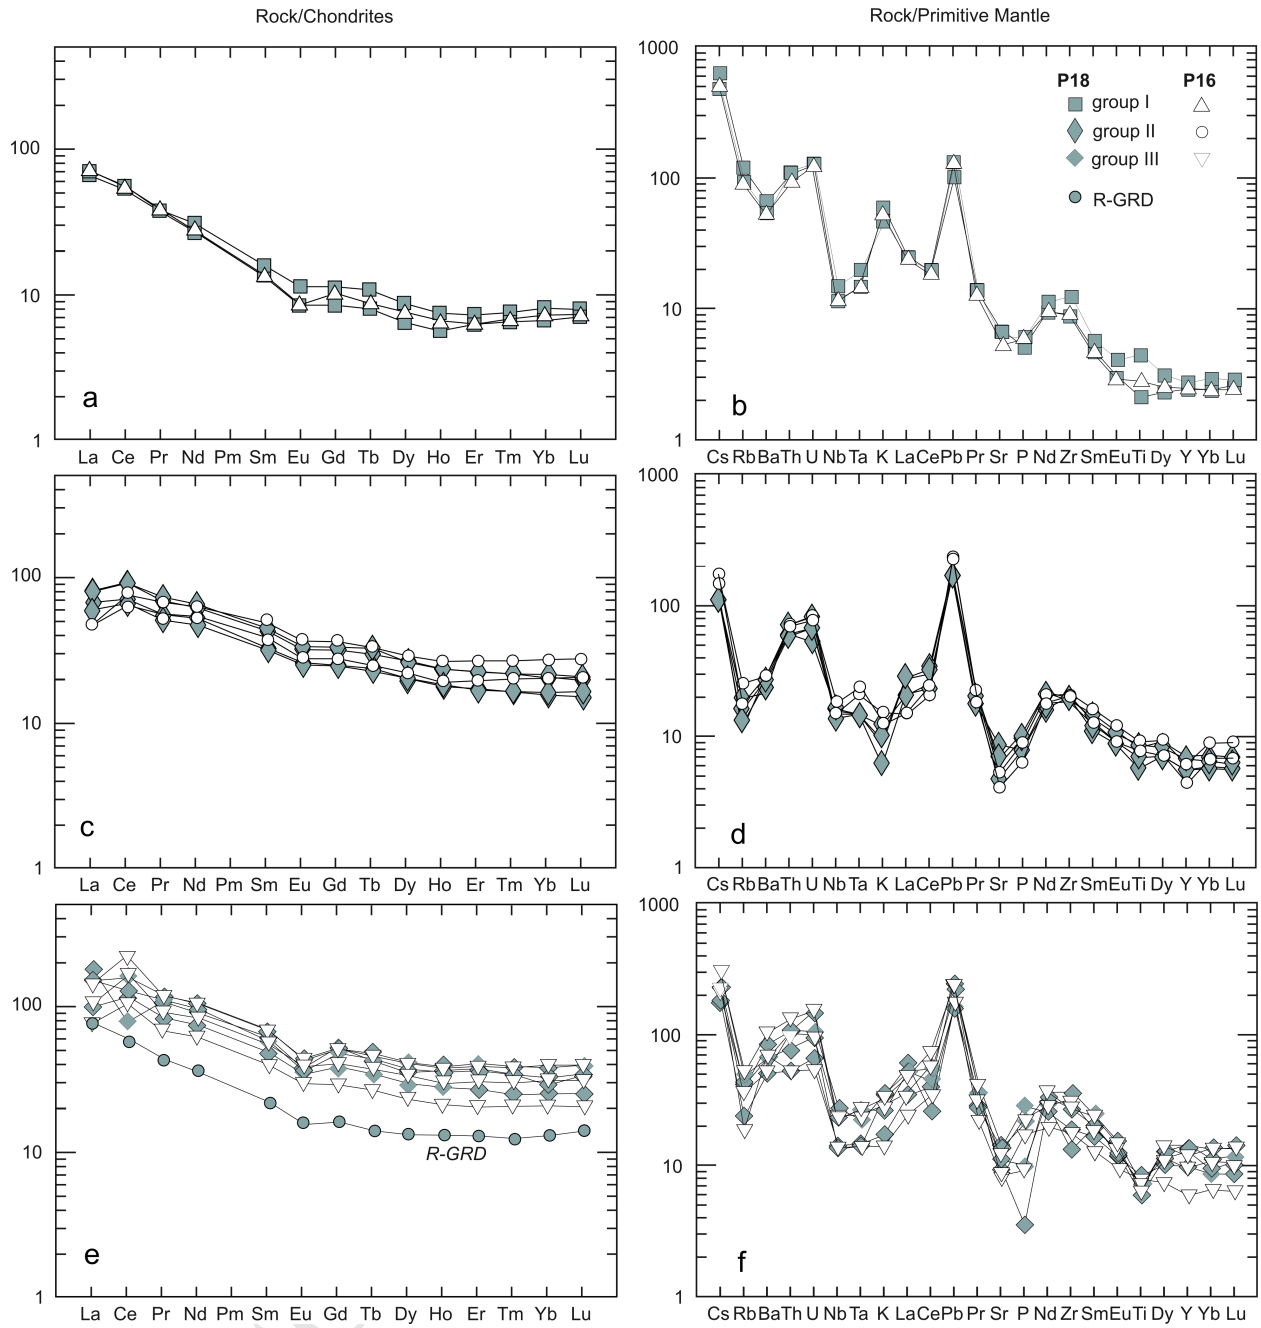 Rock/Chondrites
Rock/Primitive Mantle
100
10
1
a
La Ce Pr Nd Pm Sm Eu Gd Tb Dy Ho Er Tm Yb Lu
1000
100
10
1
P18 P16
group I
group II
group III
R-GRD
b
Cs Rb Ba Th U Nb Ta K La Ce Pb Pr Sr P Nd Zr Sm Eu Ti Dy Y Yb Lu
100
10
1
c
La Ce Pr Nd Pm Sm Eu Gd Tb Dy Ho Er Tm Yb Lu
1000
100
10
1
d
Cs Rb Ba Th U Nb Ta K La Ce Pb Pr Sr P Nd Zr Sm Eu Ti Dy Y Yb Lu
100
10
1
R-GRD
e
La Ce Pr Nd Pm Sm Eu Gd Tb Dy Ho Er Tm Yb Lu
1000
100
10
1
f
Cs Rb Ba Th U Nb Ta K La Ce Pb Pr Sr P Nd Zr Sm Eu Ti Dy Y Yb Lu